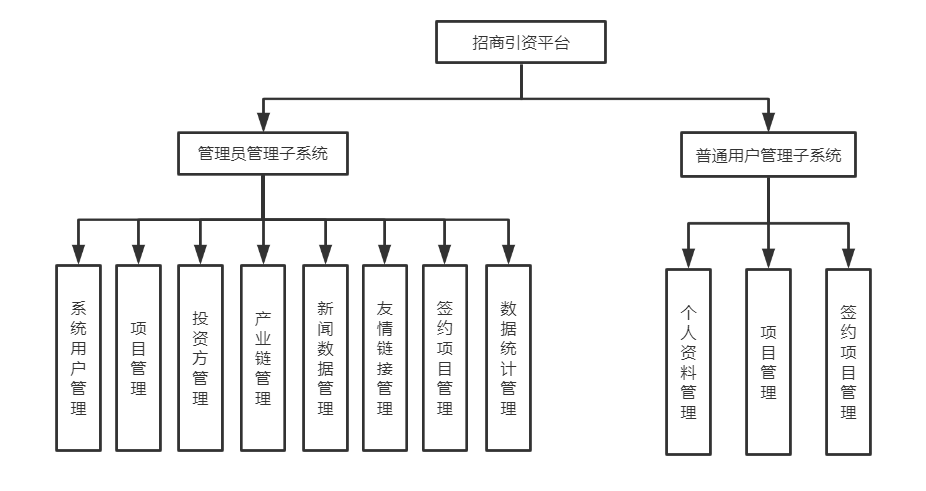 招商引资平台
管理员管理子系统
普通用户管理子系统
系统用户管理
项目管理
投资方管理
产业链管理
新闻数据管理
友情链接管理
签约项目管理
数据统计管理
个人资料管理
项目管理
签约项目管理